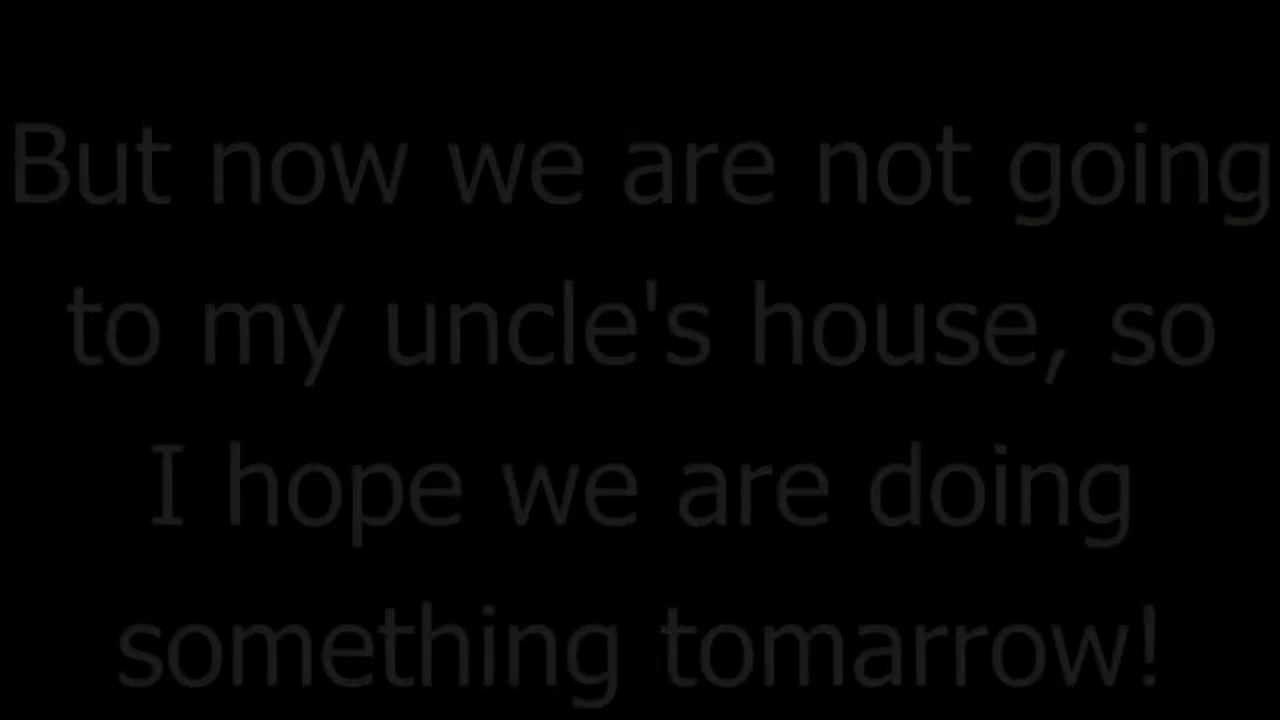 But now we are not going
to my uncle's house, so
I hope we are doing
something tomarrow!